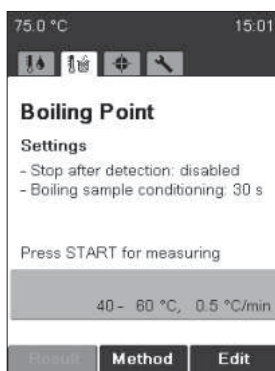 75.0 °C 15:01
Boiling Point
Settings
- Stop after detection: disabled
- Boiling sample conditioning: 30 s
Press START for measuring
40 - 60 °C, 0.5 °C/min
Result Method Edit